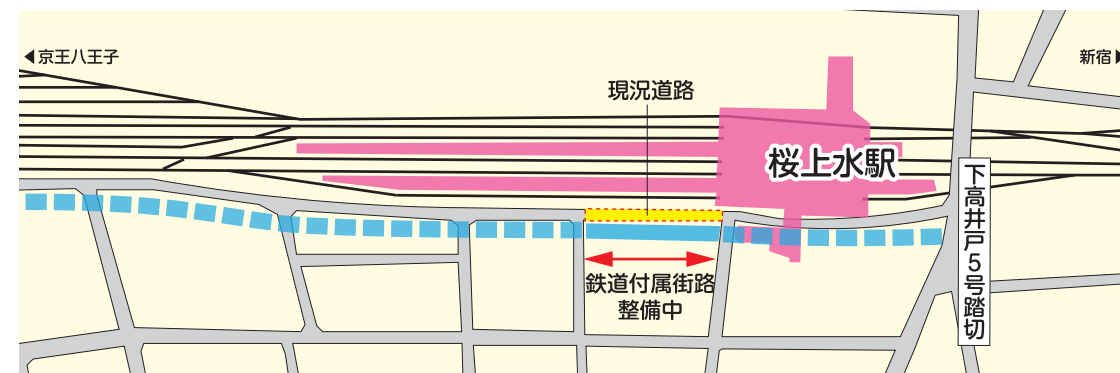 ◀京王八王子
新宿▶
現況道路
桜上水駅
下高井戸5号踏切
鉄道付属街路
整備中